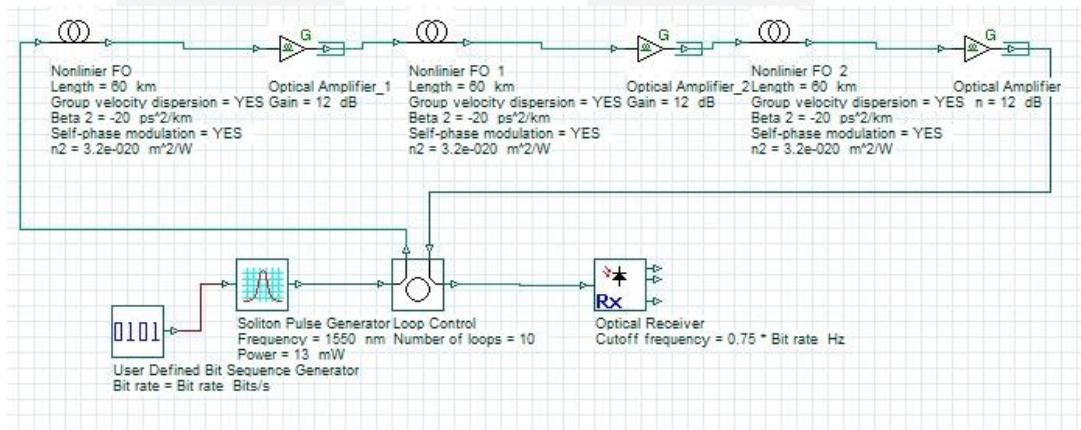 G
G
G
Nonlinier FO
Length = 60 km
Group velocity dispersion = YES
Beta 2 = -20 ps^2/km
Self-phase modulation = YES
n2 = 3.2e-020 m^2/W
Optical Amplifier_1
Gain = 12 dB
Nonlinier FO_1
Length = 60 km
Group velocity dispersion = YES
Beta 2 = -20 ps^2/km
Self-phase modulation = YES
n2 = 3.2e-020 m^2/W
Optical Amplifier_2
Gain = 12 dB
Nonlinier FO_2
Length = 60 km
Group velocity dispersion = YES
Beta 2 = -20 ps^2/km
Self-phase modulation = YES
n2 = 3.2e-020 m^2/W
Optical Amplifier
n = 12 dB
0101
User Defined Bit Sequence Generator
Bit rate = Bit rate Bits/s
Soliton Pulse Generator
Frequency = 1550 nm
Power = 13 mW
Loop Control
Number of loops = 10
Rx
Optical Receiver
Cutoff frequency = 0.75 * Bit rate Hz